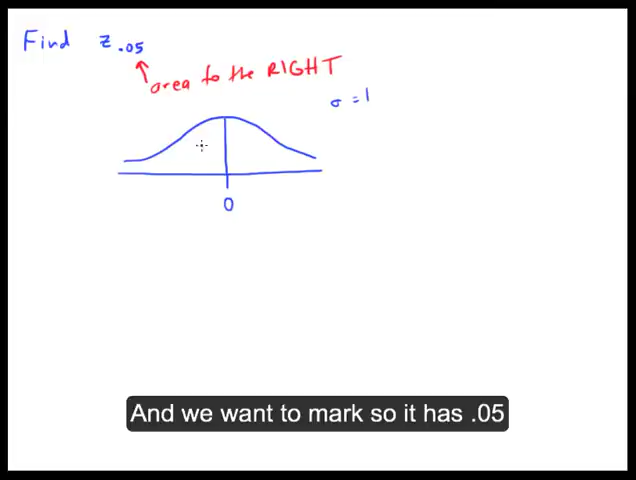 Find z.05
area to the RIGHT
σ = 1
0
And we want to mark so it has .05